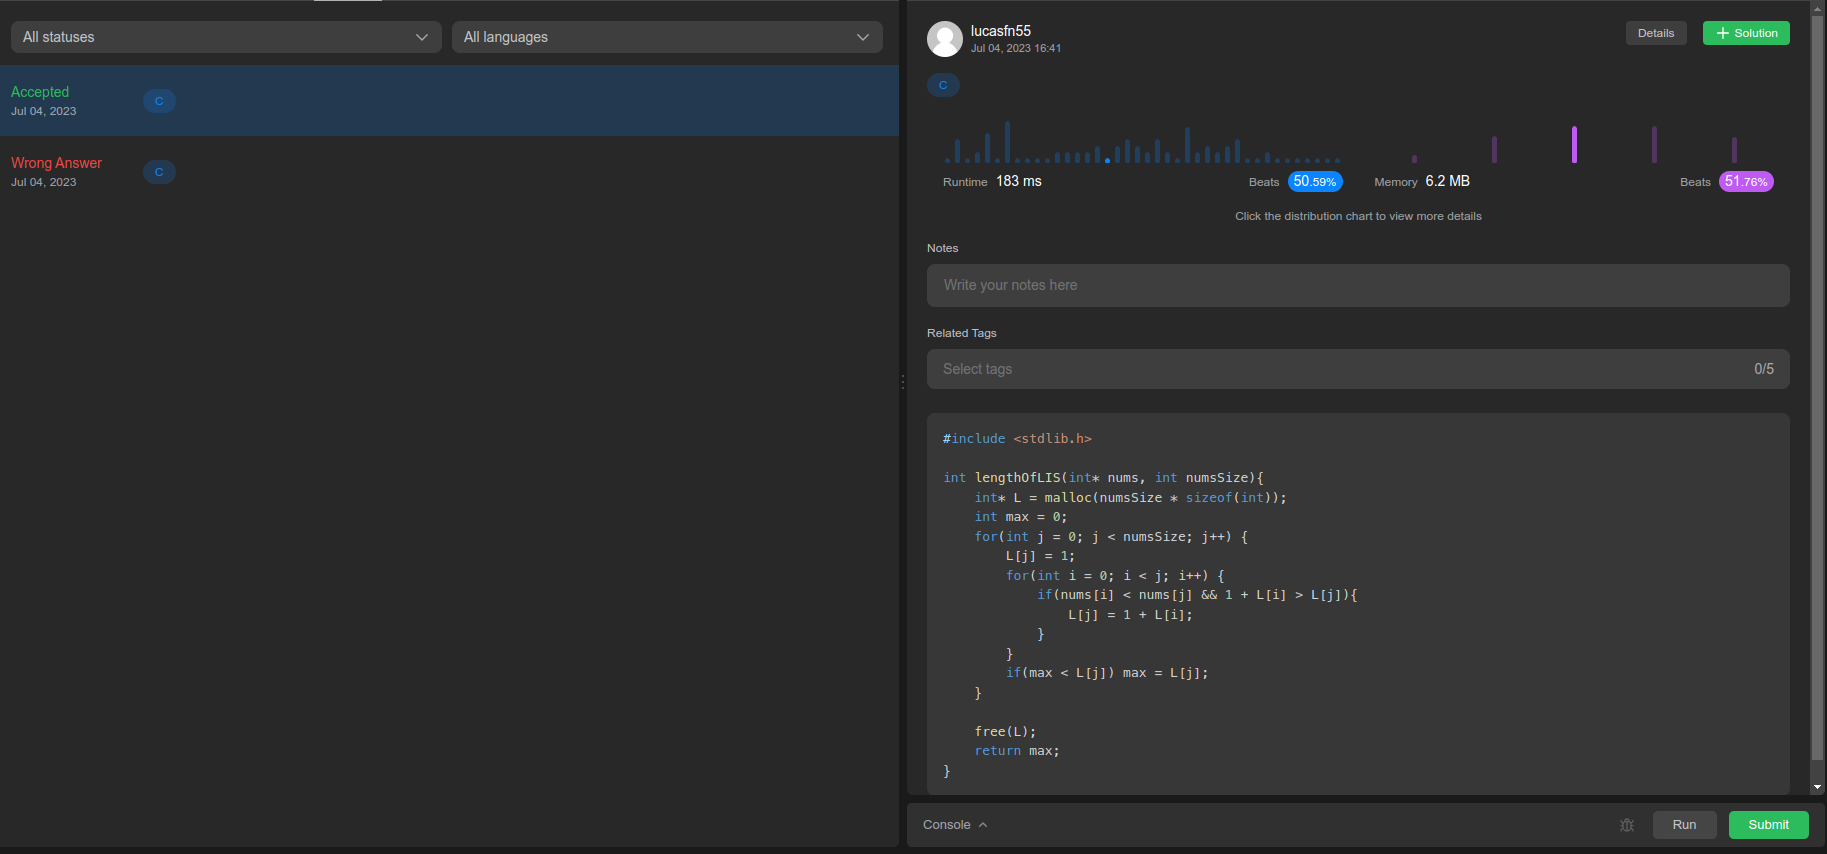 All statuses
All languages
Accepted
Jul 04, 2023
C
Wrong Answer
Jul 04, 2023
C
lucasfn55
Jul 04, 2023 16:41
Details
+ Solution
C
Runtime 183 ms
Beats 50.59%
Memory 6.2 MB
Beats 51.76%
Click the distribution chart to view more details
Notes
Write your notes here
Related Tags
Select tags
0/5
#include <stdlib.h>

int lengthOfLIS(int* nums, int numsSize){
    int* L = malloc(numsSize * sizeof(int));
    int max = 0;
    for(int j = 0; j < numsSize; j++) {
        L[j] = 1;
        for(int i = 0; i < j; i++) {
            if(nums[i] < nums[j] && 1 + L[i] > L[j]){
                L[j] = 1 + L[i];
            }
        }
        if(max < L[j]) max = L[j];
    }

    free(L);
    return max;
}
Console
Run
Submit